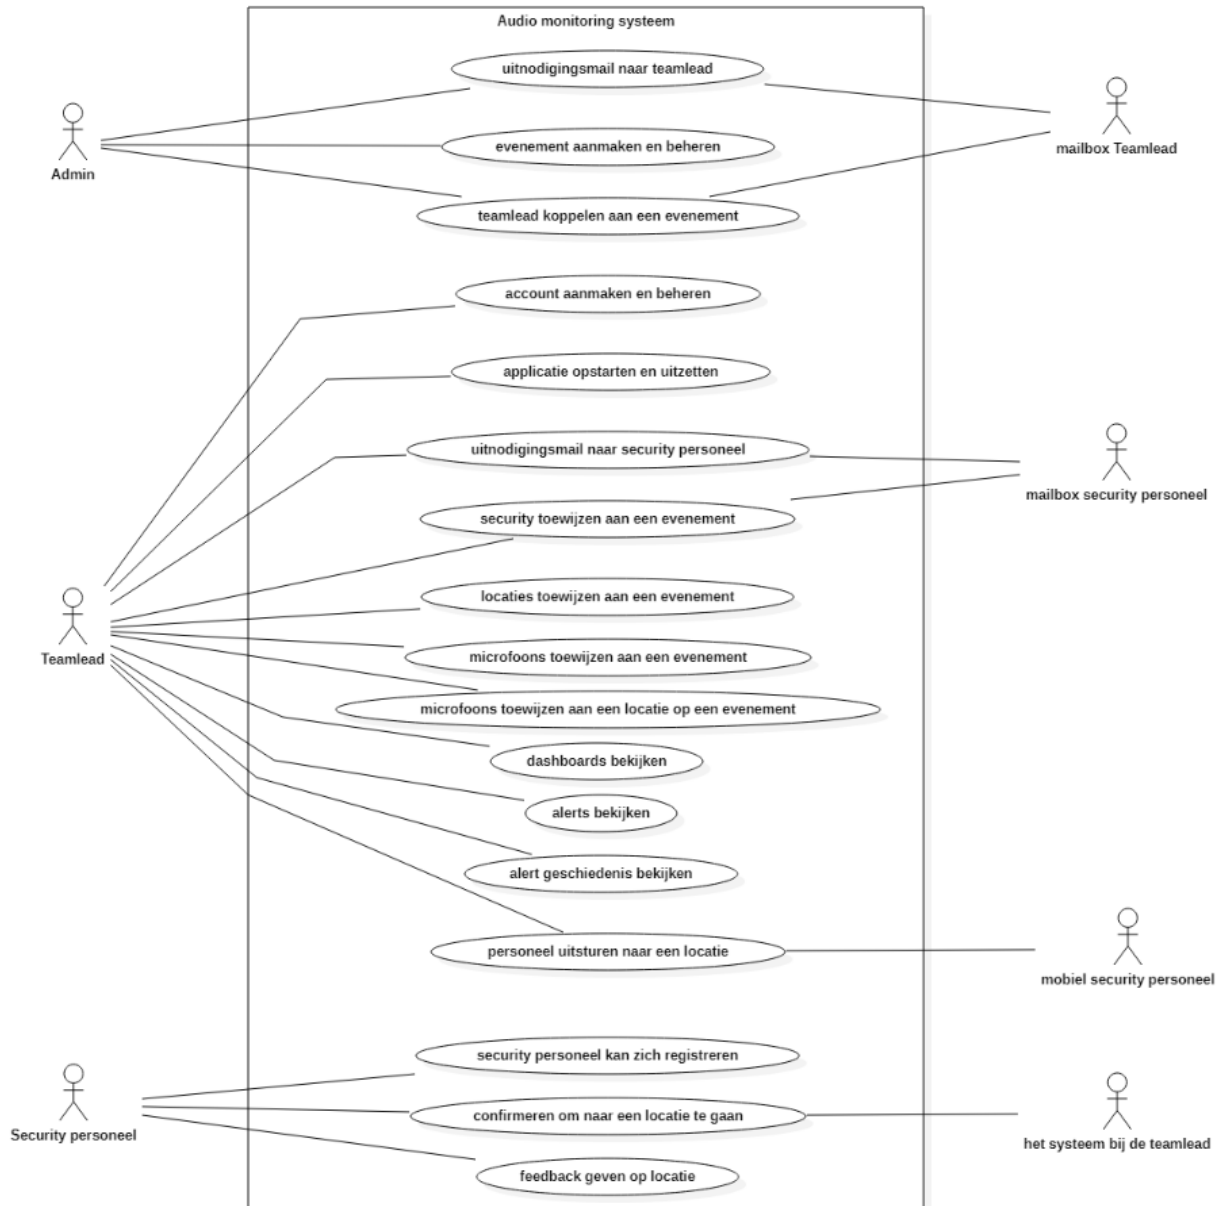 Audio monitoring systeem
uitnodigingsmail naar teamlead
Admin
evenement aanmaken en beheren
mailbox Teamlead
teamlead koppelen aan een evenement
account aanmaken en beheren
applicatie opstarten en uitzetten
uitnodigingsmail naar security personeel
mailbox security personeel
security toewijzen aan een evenement
locaties toewijzen aan een evenement
Teamlead
microfoons toewijzen aan een evenement
microfoons toewijzen aan een locatie op een evenement
dashboards bekijken
alerts bekijken
alert geschiedenis bekijken
personeel uitsturen naar een locatie
mobiel security personeel
security personeel kan zich registreren
Security personeel
confirmeren om naar een locatie te gaan
het systeem bij de teamlead
feedback geven op locatie